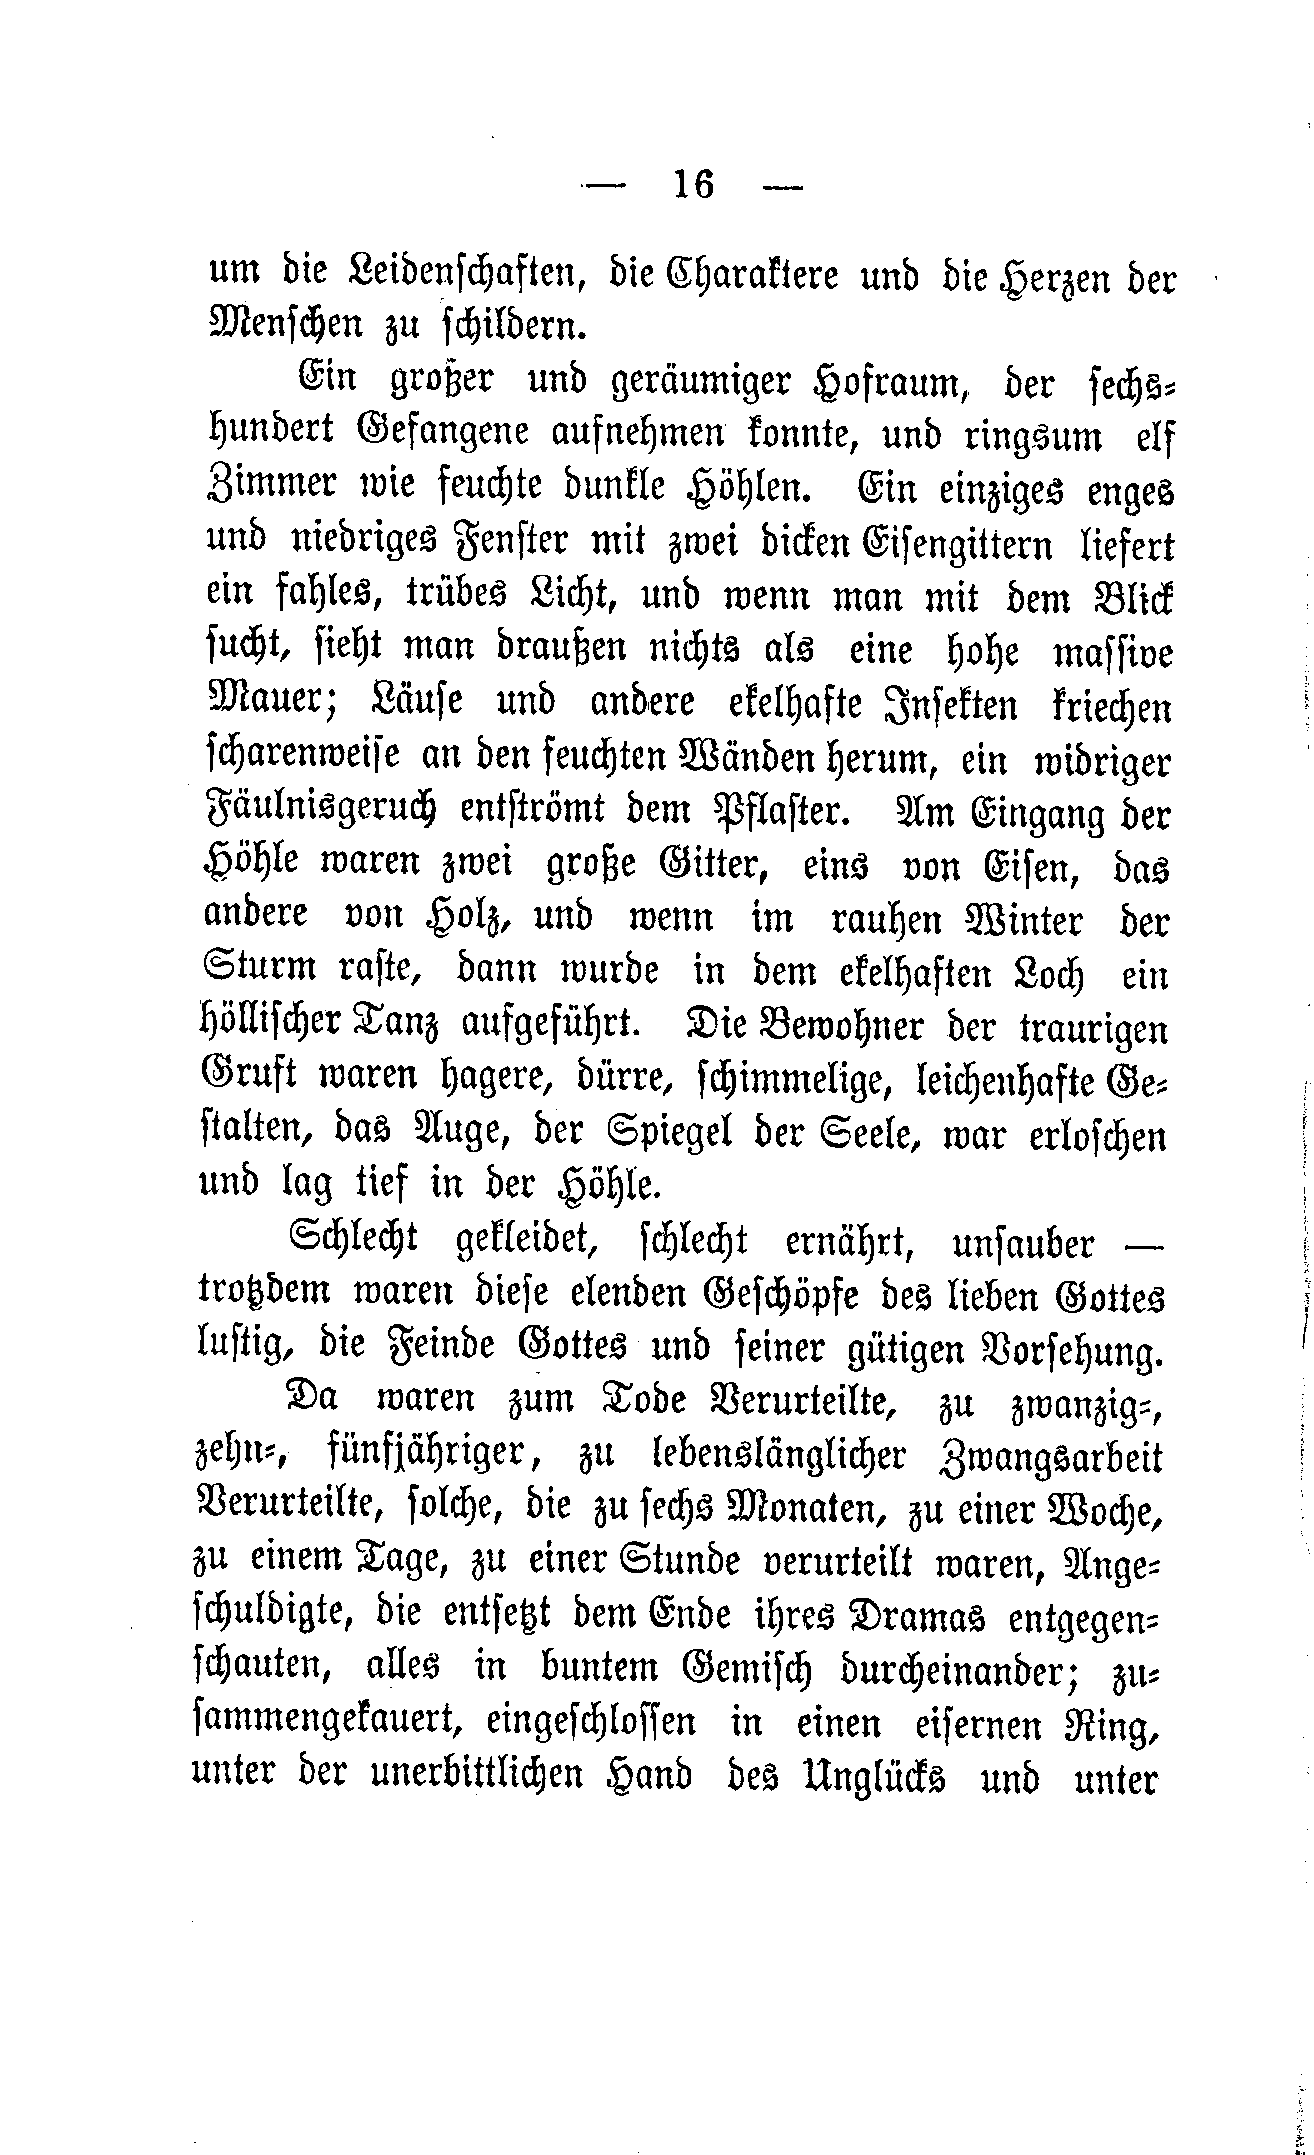 — 16 —
um die Leidenschaften, die Charaktere und die Herzen der
Menschen zu schildern.
Ein großer und geräumiger Hofraum, der sechs-
hundert Gefangene aufnehmen konnte, und ringsum elf
Zimmer wie feuchte dunkle Höhlen. Ein einziges enges
und niedriges Fenster mit zwei dicken Eisengittern liefert
ein fahles, trübes Licht, und wenn man mit dem Blick
sucht, sieht man draußen nichts als eine hohe massive
Mauer; Läuse und andere ekelhafte Insekten kriechen
scharenweise an den feuchten Wänden herum, ein widriger
Fäulnisgeruch entströmt dem Pflaster. Am Eingang der
Höhle waren zwei große Gitter, eins von Eisen, das
andere von Holz, und wenn im rauhen Winter der
Sturm raste, dann wurde in dem ekelhaften Loch ein
höllischer Tanz aufgeführt. Die Bewohner der traurigen
Gruft waren hagere, dürre, schimmelige, leichenhafte Ge-
stalten, das Auge, der Spiegel der Seele, war erloschen
und lag tief in der Höhle.
Schlecht gekleidet, schlecht ernährt, unsauber —
trotzdem waren diese elenden Geschöpfe des lieben Gottes
lustig, die Feinde Gottes und seiner gütigen Vorsehung.
Da waren zum Tode Verurteilte, zu zwanzig-,
zehn-, fünfjähriger, zu lebenslänglicher Zwangsarbeit
Verurteilte, solche, die zu sechs Monaten, zu einer Woche,
zu einem Tage, zu einer Stunde verurteilt waren, Ange-
schuldigte, die entsetzt dem Ende ihres Dramas entgegen-
schauten, alles in buntem Gemisch durcheinander; zu-
sammengekauert, eingeschlossen in einen eisernen Ring,
unter der unerbittlichen Hand des Unglücks und unter